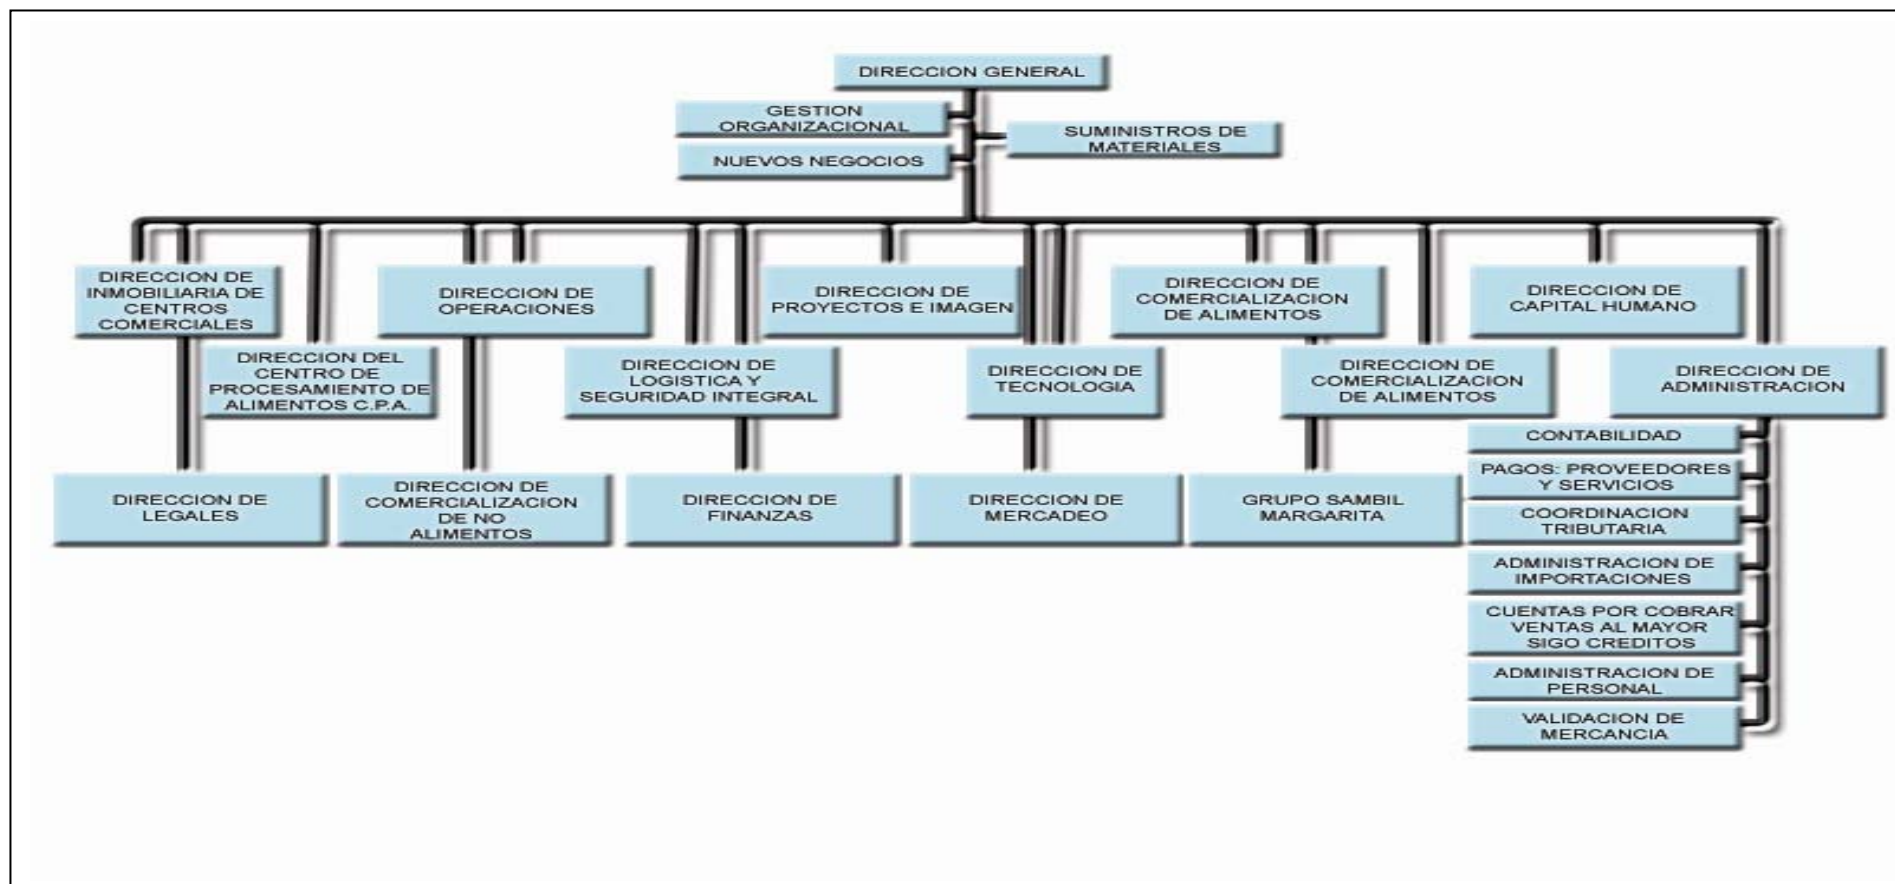 DIRECCION GENERAL
GESTION
ORGANIZACIONAL
SUMINISTROS DE
MATERIALES
NUEVOS NEGOCIOS
DIRECCION DE
INMOBILIARIA DE
CENTROS
COMERCIALES
DIRECCION DE
OPERACIONES
DIRECCION DE
PROYECTOS E IMAGEN
DIRECCION DE
COMERCIALIZACION
DE ALIMENTOS
DIRECCION DE
CAPITAL HUMANO
DIRECCION DEL
CENTRO DE
PROCESAMIENTO DE
ALIMENTOS C.P.A.
DIRECCION DE
LOGISTICA Y
SEGURIDAD INTEGRAL
DIRECCION DE
TECNOLOGIA
DIRECCION DE
COMERCIALIZACION
DE ALIMENTOS
DIRECCION DE
ADMINISTRACION
DIRECCION DE
LEGALES
DIRECCION DE
COMERCIALIZACION
DE NO
ALIMENTOS
DIRECCION DE
FINANZAS
DIRECCION DE
MERCADEO
GRUPO SAMBIL
MARGARITA
CONTABILIDAD
PAGOS: PROVEEDORES
Y SERVICIOS
COORDINACION
TRIBUTARIA
ADMINISTRACION DE
IMPORTACIONES
CUENTAS POR COBRAR
VENTAS AL MAYOR
SIGO CREDITOS
ADMINISTRACION DE
PERSONAL
VALIDACION DE
MERCANCIA